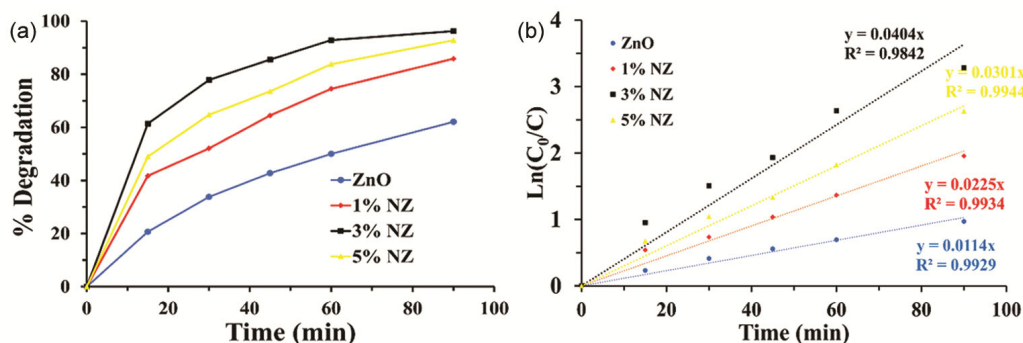 (a)
100
80
60
40
20
0
% Degradation
ZnO
1% NZ
3% NZ
5% NZ
0 20 40 60 80 100
Time (min)
(b)
5
4
3
2
1
0
Ln(C₀/C)
ZnO
1% NZ
3% NZ
5% NZ
y = 0.0404x
R² = 0.9842
y = 0.0301x
R² = 0.9944
y = 0.0225x
R² = 0.9934
y = 0.0114x
R² = 0.9929
0 20 40 60 80 100
Time (min)